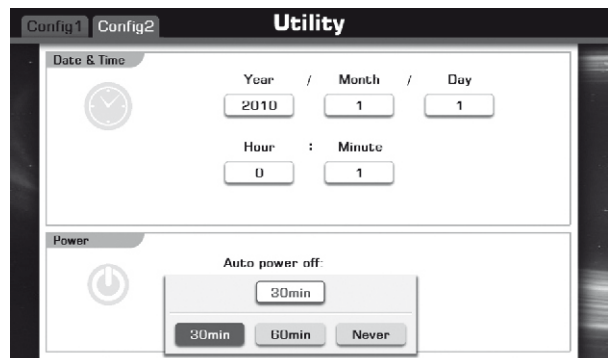 Config1 Config2 Utility
Date & Time
Year / Month / Day
2010 1 1
Hour : Minute
0 1
Power
Auto power off:
30min
30min 60min Never